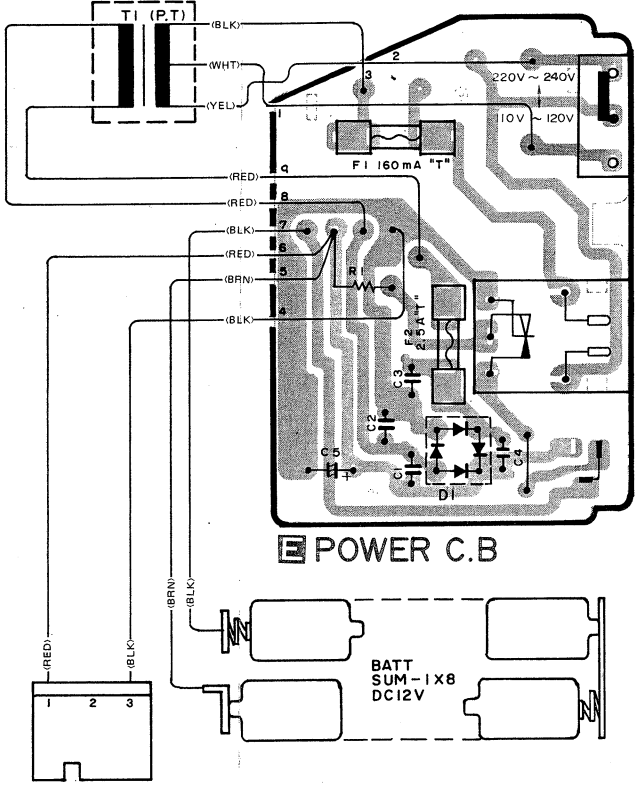 T1 (P.T)
(BLK)
(WHT)
(YEL)
2
3
1
220V ~ 240V
110V ~ 120V
F1 160mA "T"
9
(RED)
8
(RED)
7
(BLK)
6
(RED)
5
(BRN)
R1
4
(BLK)
F2
2.5A "T"
C3
C2
C5
+
C1
C4
D1
E POWER C.B
(RED)
(BLK)
(BRN)
(BLK)
BATT
SUM-1X8
DC12V
1 2 3